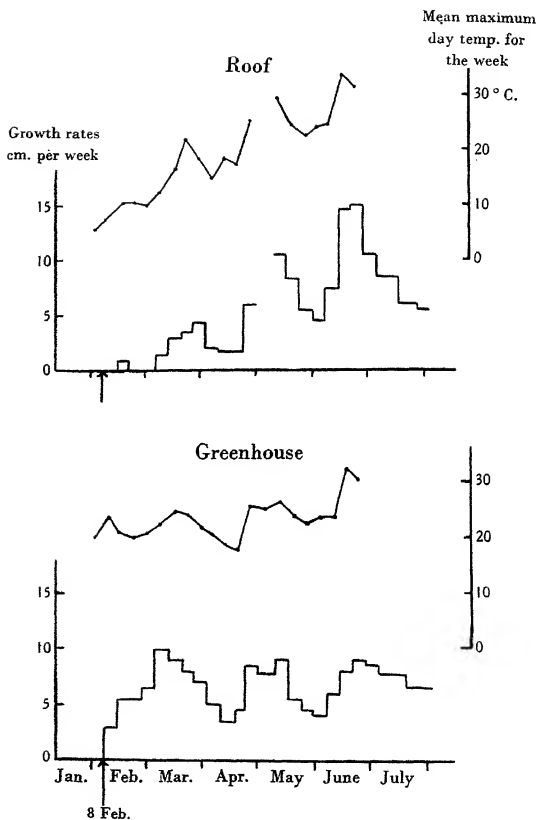 Mean maximum
day temp. for
the week
Roof
30 ° C.
Growth rates
cm. per week
20
15
10
10
0
5
0
Greenhouse
30
20
15
10
10
0
5
0
Jan. Feb. Mar. Apr. May June July
8 Feb.